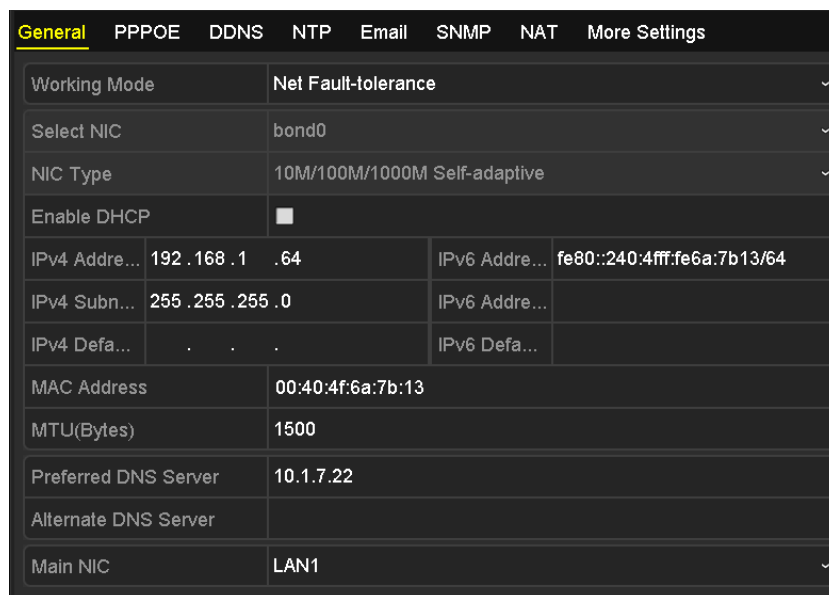 General PPPOE DDNS NTP Email SNMP NAT More Settings
Working Mode Net Fault-tolerance
Select NIC bond0
NIC Type 10M/100M/1000M Self-adaptive
Enable DHCP
IPv4 Addre... 192 .168 .1 .64 IPv6 Addre... fe80::240:4fff:fe6a:7b13/64
IPv4 Subn... 255 .255 .255 .0 IPv6 Addre...
IPv4 Defa... . . . IPv6 Defa...
MAC Address 00:40:4f:6a:7b:13
MTU(Bytes) 1500
Preferred DNS Server 10.1.7.22
Alternate DNS Server
Main NIC LAN1